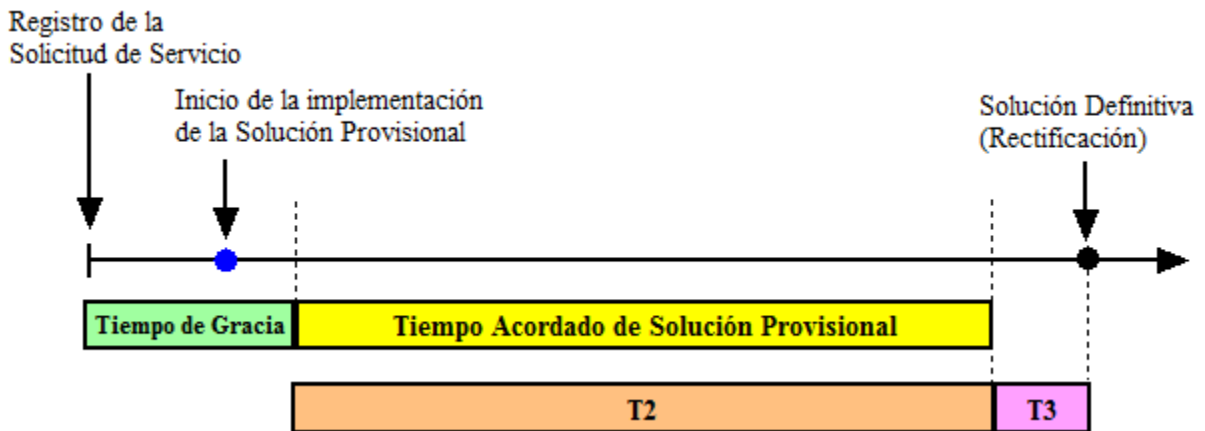 Registro de la
Solicitud de Servicio
Inicio de la implementación
de la Solución Provisional
Solución Definitiva
(Rectificación)
Tiempo de Gracia
Tiempo Acordado de Solución Provisional
T2
T3